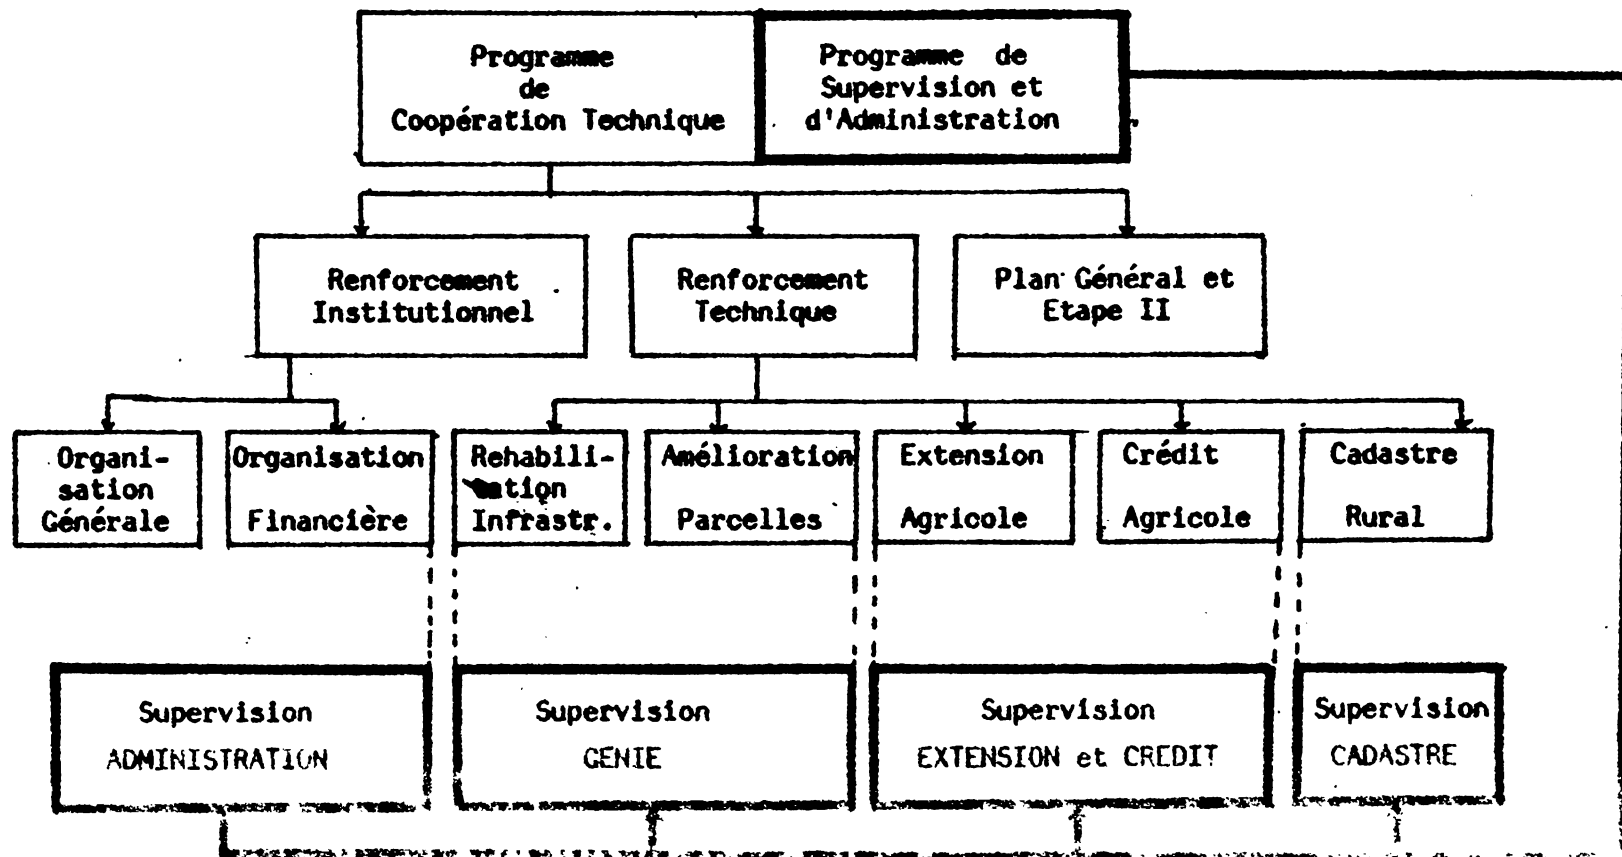 Programme
de
Coopération Technique
Programme de
Supervision et
d'Administration
Renforcement
Institutionnel
Renforcement
Technique
Plan Général et
Etape II
Organi-
sation
Générale
Organisation
Financière
Rehabili-
tation
Infrastr.
Amélioration
Parcelles
Extension
Agricole
Crédit
Agricole
Cadastre
Rural
Supervision
ADMINISTRATION
Supervision
GENIE
Supervision
EXTENSION et CREDIT
Supervision
CADASTRE